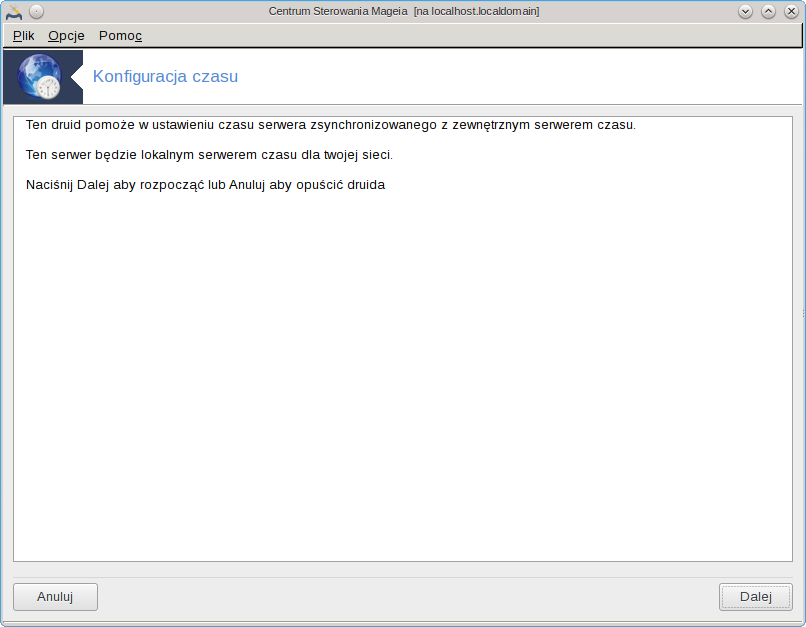 Centrum Sterowania Mageia [na localhost.localdomain]
Plik Opcje Pomoc
Konfiguracja czasu
Ten druid pomoże w ustawieniu czasu serwera zsynchronizowanego z zewnętrznym serwerem czasu.
Ten serwer będzie lokalnym serwerem czasu dla twojej sieci.
Naciśnij Dalej aby rozpocząć lub Anuluj aby opuścić druida
Anuluj Dalej